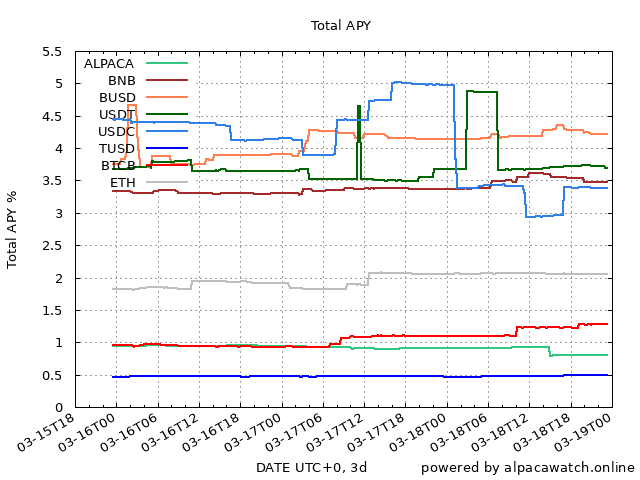 Total APY
Total APY %
5.5
5
4.5
4
3.5
3
2.5
2
1.5
1
0.5
0
ALPACA
BNB
BUSD
USDT
USDC
TUSD
BTCB
ETH
03-15T18
03-16T00
03-16T06
03-16T12
03-16T18
03-17T00
03-17T06
03-17T12
03-17T18
03-18T00
03-18T06
03-18T12
03-18T18
03-19T00
DATE UTC+0, 3d
powered by alpacawatch.online